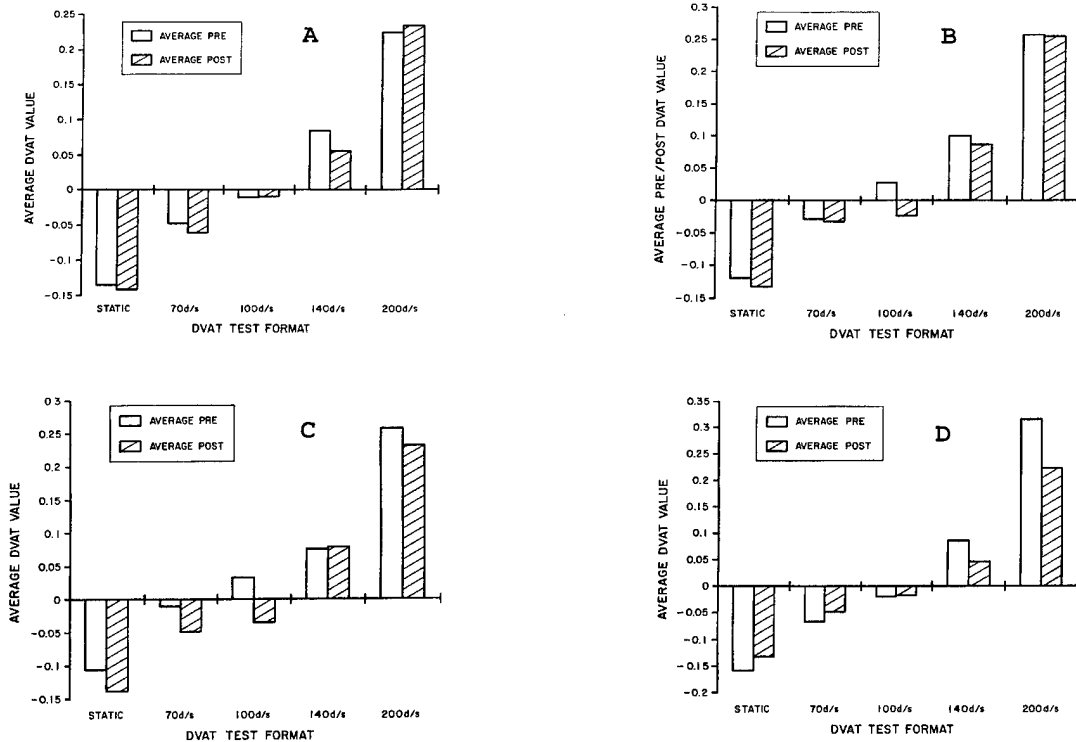 A
AVERAGE PRE
AVERAGE POST
AVERAGE DVAT VALUE
0.25
0.2
0.15
0.1
0.05
0
-0.05
-0.1
-0.15
STATIC 70d/s 100d/s 140d/s 200d/s
DVAT TEST FORMAT
B
AVERAGE PRE
AVERAGE POST
AVERAGE PRE/POST DVAT VALUE
0.3
0.25
0.2
0.15
0.1
0.05
0
-0.05
-0.1
-0.15
STATIC 70d/s 100d/s 140d/s 200d/s
DVAT TEST FORMAT
C
AVERAGE PRE
AVERAGE POST
AVERAGE DVAT VALUE
0.3
0.25
0.2
0.15
0.1
0.05
0
-0.05
-0.1
-0.15
STATIC 70d/s 100d/s 140d/s 200d/s
DVAT TEST FORMAT
D
AVERAGE PRE
AVERAGE POST
AVERAGE DVAT VALUE
0.35
0.3
0.25
0.2
0.15
0.1
0.05
0
-0.05
-0.1
-0.15
-0.2
STATIC 70d/s 100d/s 140d/s 200d/s
DVAT TEST FORMAT